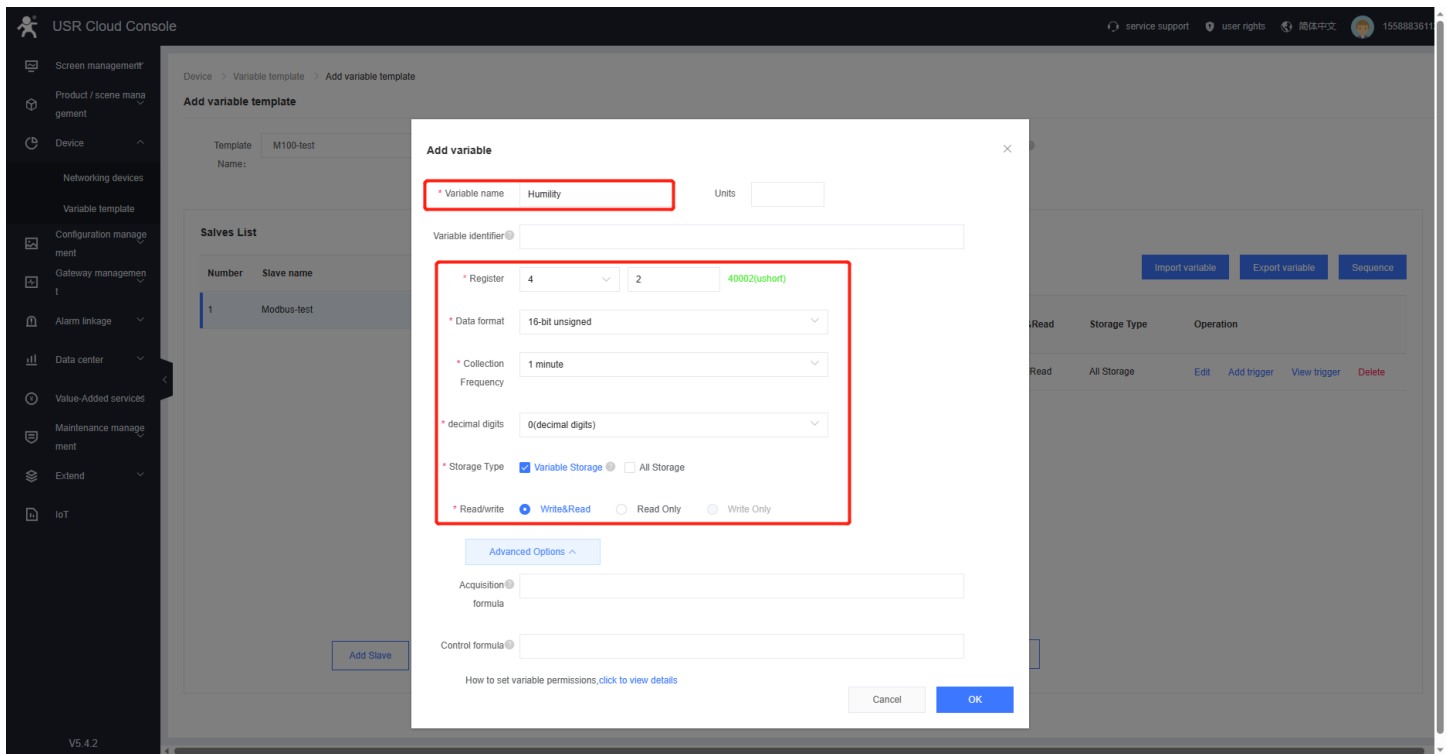 USR Cloud Console
service support
user rights
简体中文
1558883611
Screen management
Product / scene mana
gement
Device
Networking devices
Variable template
Configuration manage
ment
Gateway managemen
t
Alarm linkage
Data center
Value-Added services
Maintenance manage
ment
Extend
IoT
V5.4.2
Device > Variable template > Add variable template
Add variable template
Template
Name:
M100-test
Salves List
Number Slave name
1 Modbus-test
Add Slave
Import variable
Export variable
Sequence
&Read Storage Type Operation
Read All Storage Edit Add trigger View trigger Delete
Add variable
* Variable name Humility Units
Variable identifier
* Register 4 2 40002(ushort)
* Data format 16-bit unsigned
* Collection
Frequency
1 minute
* decimal digits 0(decimal digits)
* Storage Type Variable Storage All Storage
* Read/write Write&Read Read Only Write Only
Advanced Options
Acquisition
formula
Control formula
How to set variable permissions,click to view details
Cancel OK